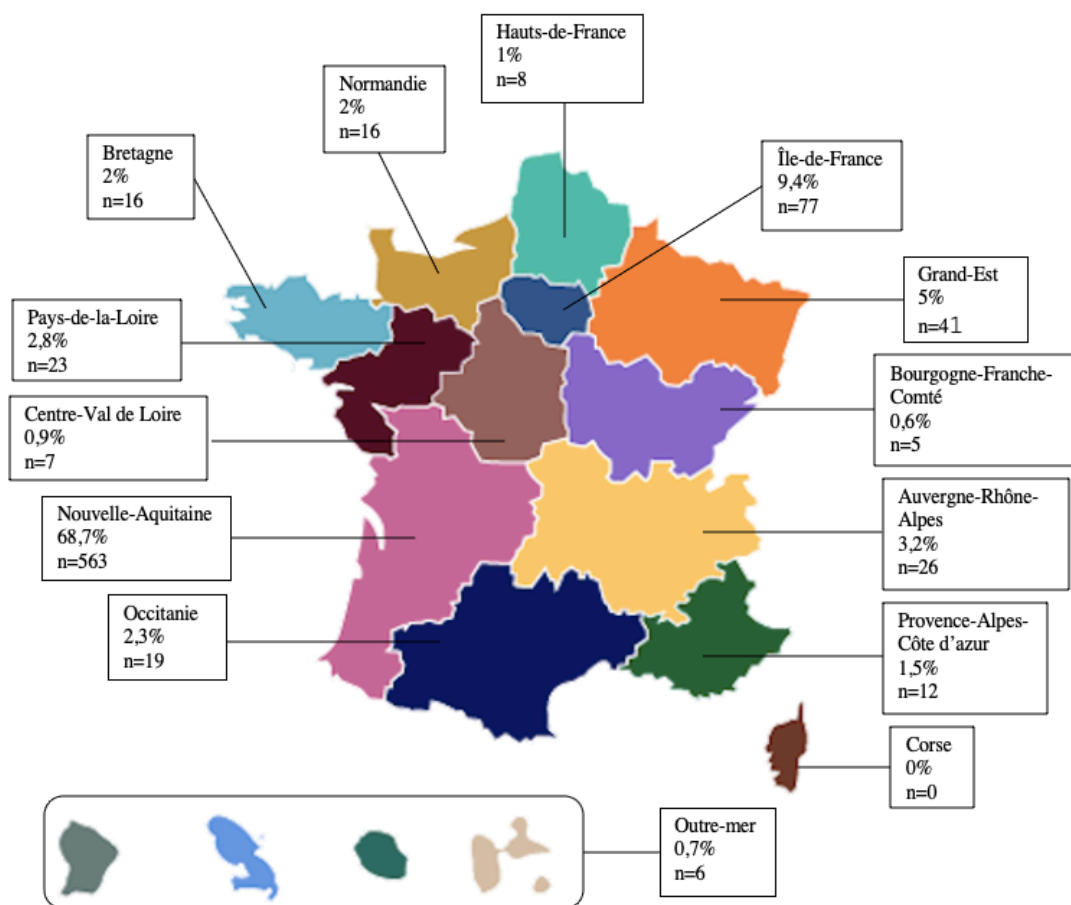 Hauts-de-France
1%
n=8
Normandie
2%
n=16
Bretagne
2%
n=16
Île-de-France
9,4%
n=77
Grand-Est
5%
n=41
Pays-de-la-Loire
2,8%
n=23
Bourgogne-Franche-
Comté
0,6%
n=5
Centre-Val de Loire
0,9%
n=7
Auvergne-Rhône-
Alpes
3,2%
n=26
Nouvelle-Aquitaine
68,7%
n=563
Occitanie
2,3%
n=19
Provence-Alpes-
Côte d'azur
1,5%
n=12
Corse
0%
n=0
Outre-mer
0,7%
n=6